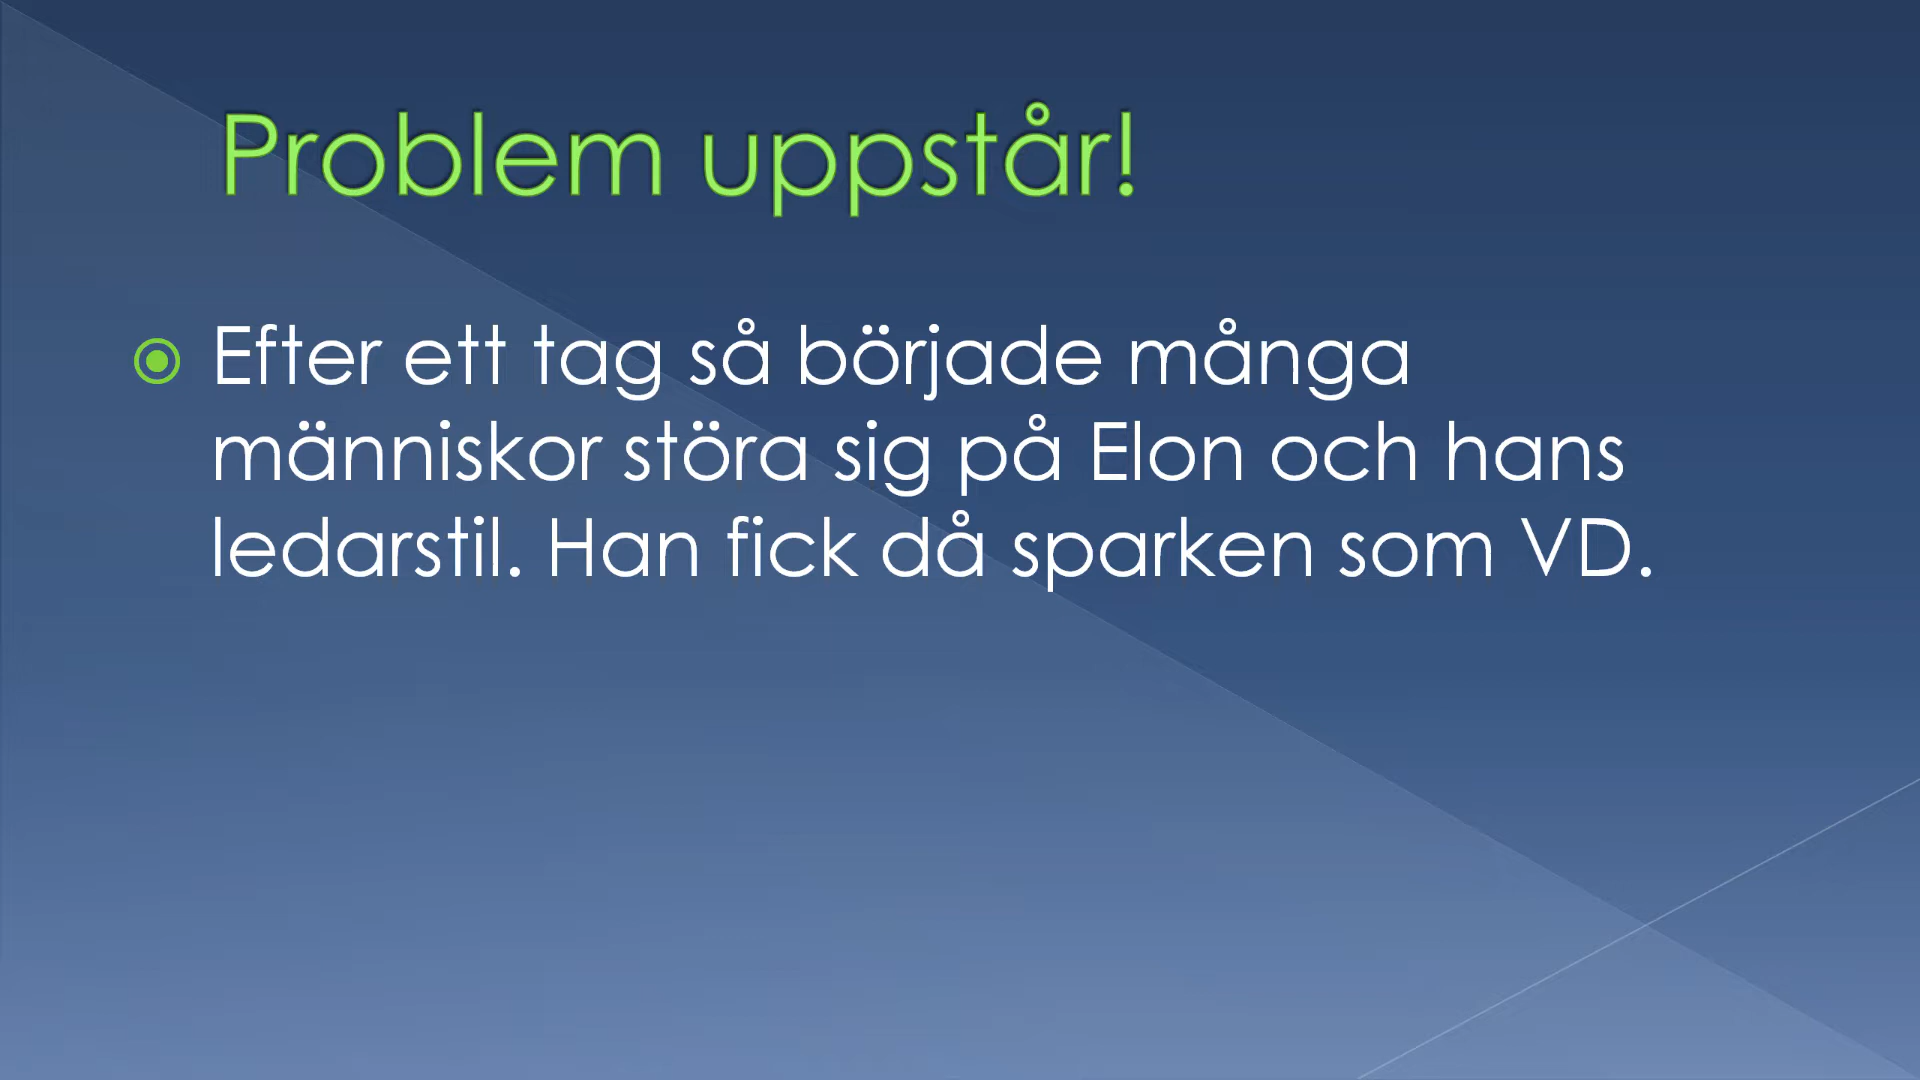 Problem uppstår!
Efter ett tag så började många
människor störa sig på Elon och hans
ledarstil. Han fick då sparken som VD.